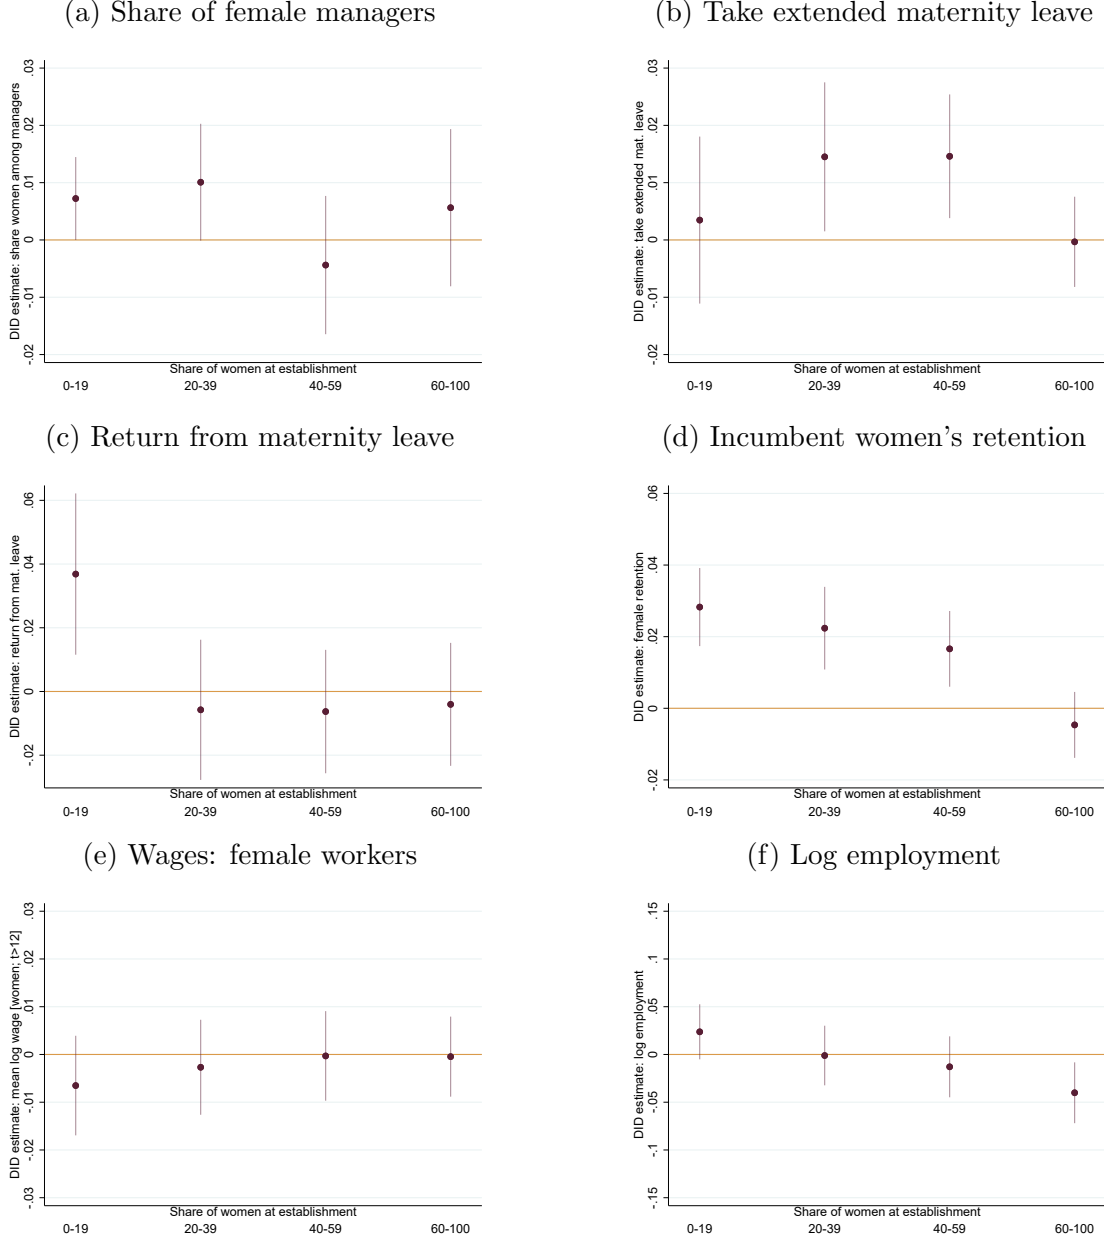 (a) Share of female managers
DID estimate: share women among managers
.03
.02
.01
0
-.01
-.02
Share of women at establishment
0-19 20-39 40-59 60-100
(b) Take extended maternity leave
DID estimate: take extended mat. leave
.03
.02
.01
0
-.01
-.02
Share of women at establishment
0-19 20-39 40-59 60-100
(c) Return from maternity leave
DID estimate: return from mat. leave
.06
.04
.02
0
-.02
Share of women at establishment
0-19 20-39 40-59 60-100
(d) Incumbent women's retention
DID estimate: female retention
.06
.04
.02
0
-.02
Share of women at establishment
0-19 20-39 40-59 60-100
(e) Wages: female workers
DID estimate: mean log wage [women; t>12]
.03
.02
.01
0
-.01
-.02
-.03
Share of women at establishment
0-19 20-39 40-59 60-100
(f) Log employment
DID estimate: log employment
.15
.1
.05
0
-.05
-.1
-.15
Share of women at establishment
0-19 20-39 40-59 60-100